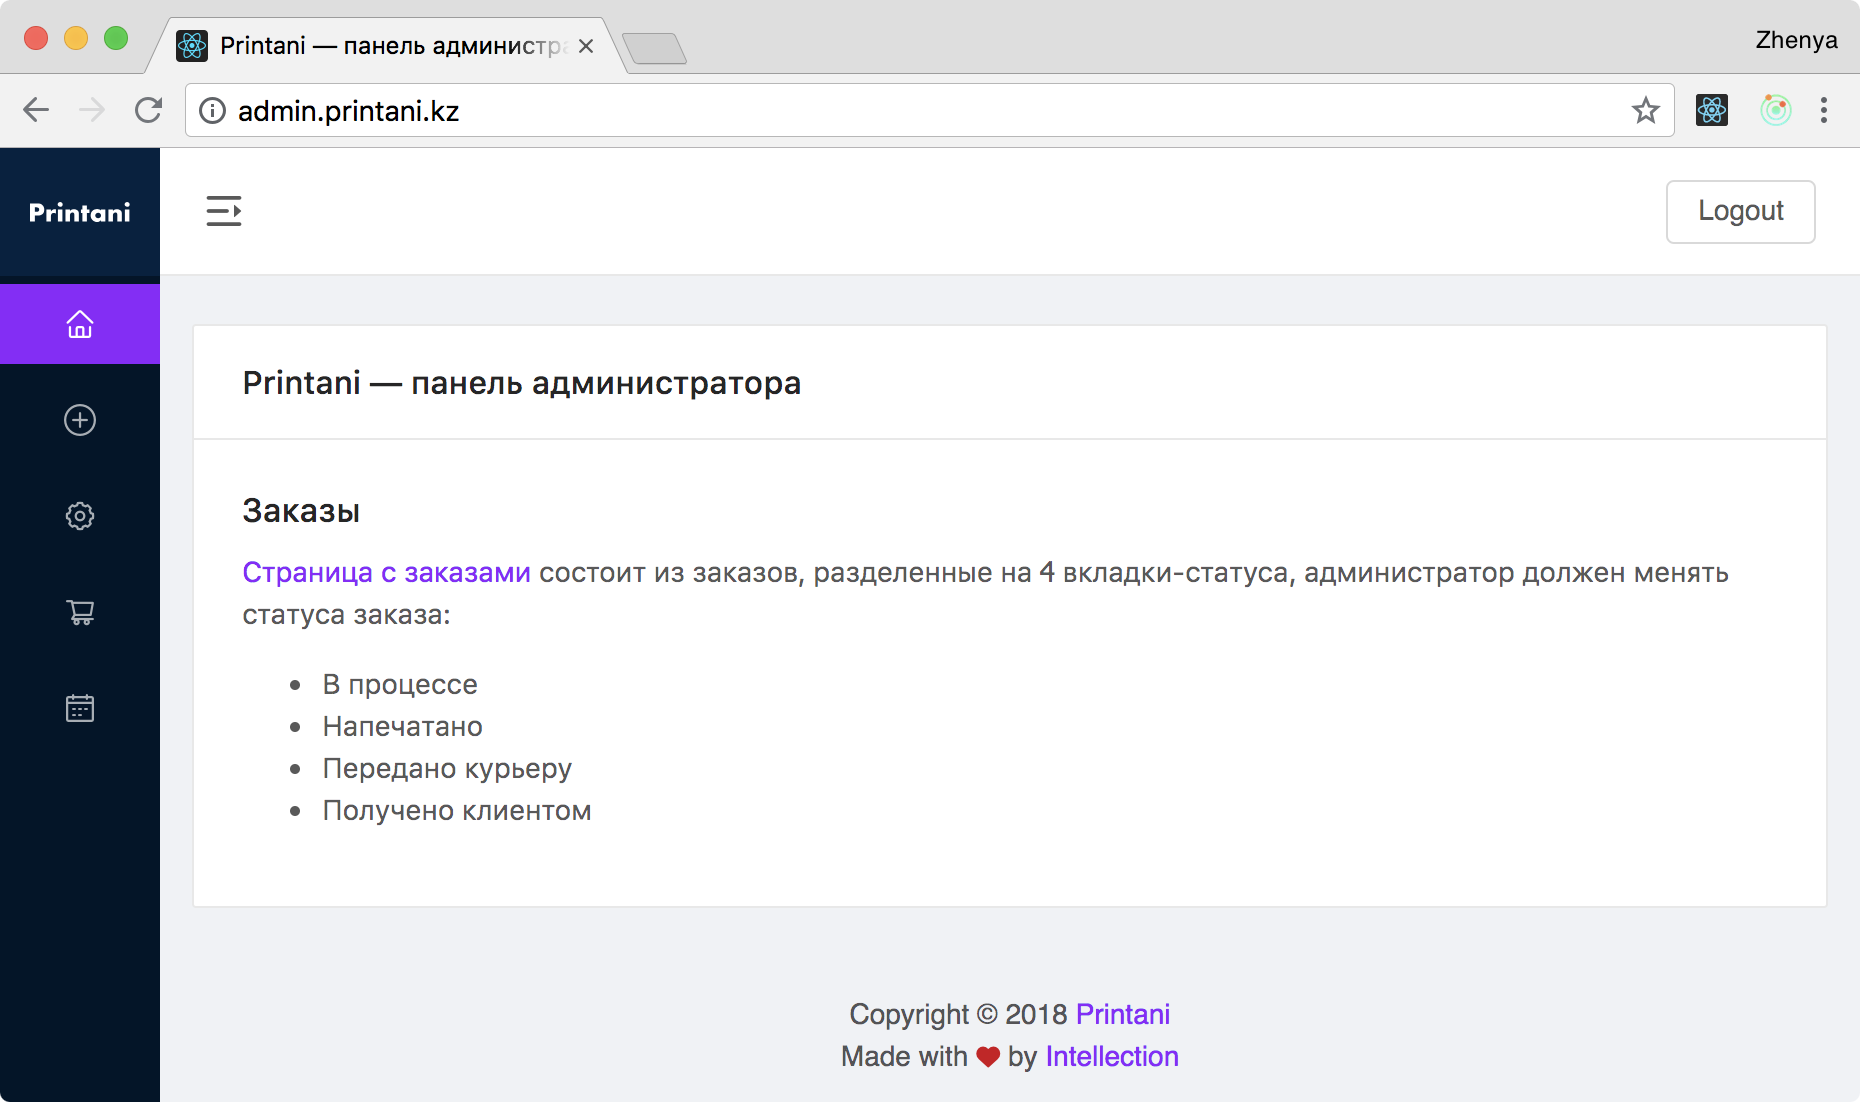 Printani — панель администра
Zhenya
admin.printani.kz
Printani
Logout
Printani — панель администратора
Заказы
Страница с заказами состоит из заказов, разделенные на 4 вкладки-статуса, администратор должен менять
статуса заказа:
В процессе
Напечатано
Передано курьеру
Получено клиентом
Copyright © 2018 Printani
Made with ❤ by Intellection